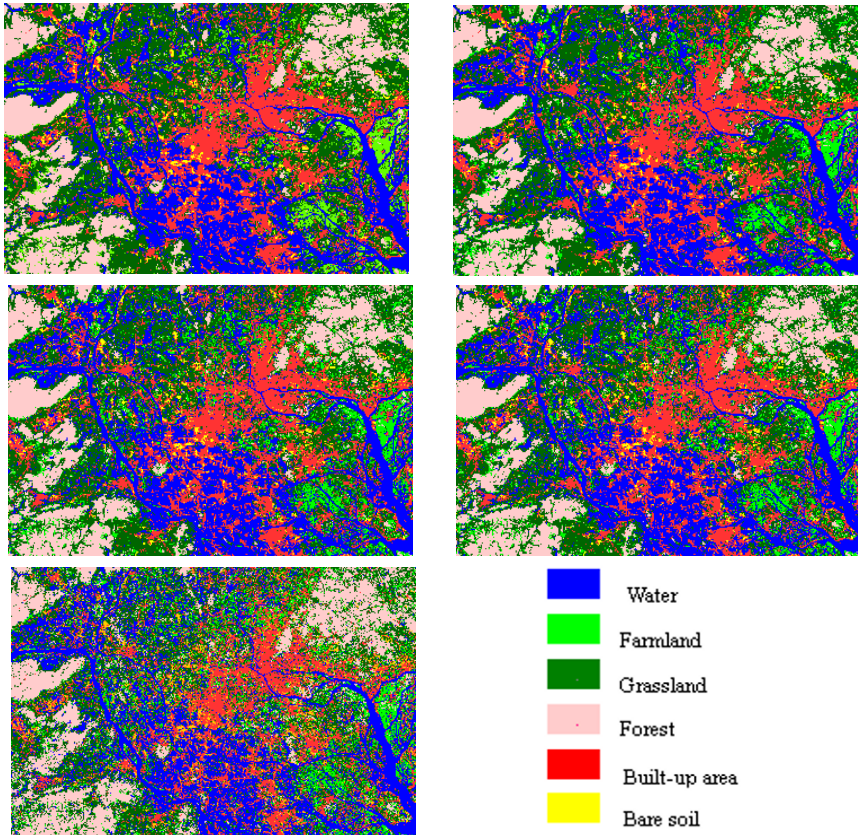 Water
Farmland
Grassland
Forest
Built-up area
Bare soil